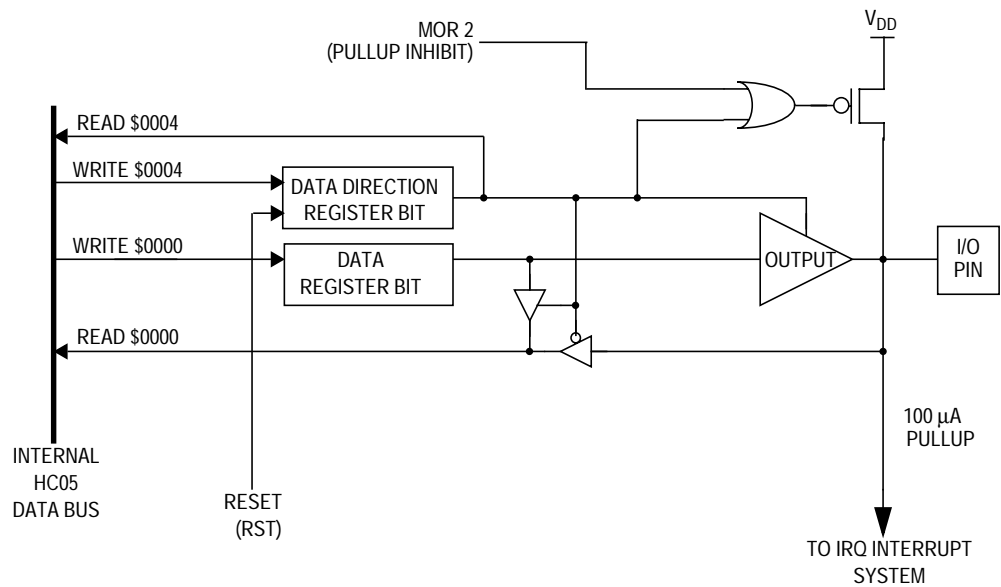 V_DD
MOR 2
(PULLUP INHIBIT)
READ $0004
WRITE $0004
DATA DIRECTION
REGISTER BIT
WRITE $0000
DATA
REGISTER BIT
OUTPUT
I/O
PIN
READ $0000
100 µA
PULLUP
INTERNAL
HC05
DATA BUS
RESET
(RST)
TO IRQ INTERRUPT
SYSTEM